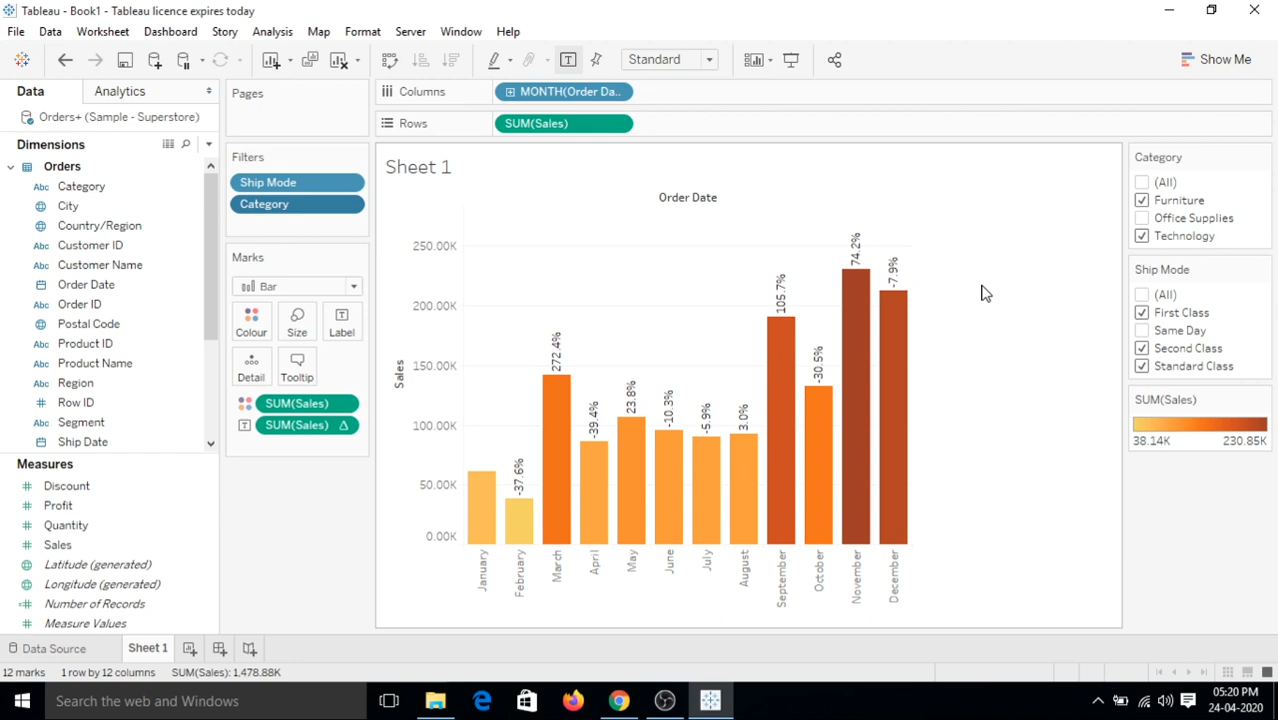 Tableau - Book1 - Tableau licence expires today
File Data Worksheet Dashboard Story Analysis Map Format Server Window Help
Standard
Show Me
Data Analytics
Orders+ (Sample - Superstore)
Dimensions
Orders
Abc Category
City
Country/Region
Abc Customer ID
Abc Customer Name
Order Date
Abc Order ID
Postal Code
Abc Product ID
Abc Product Name
Abc Region
Row ID
Abc Segment
Ship Date
Measures
Discount
Profit
Quantity
Sales
Latitude (generated)
Longitude (generated)
Number of Records
Measure Values
Pages
Filters
Ship Mode
Category
Marks
Bar
Colour Size Label
Detail Tooltip
SUM(Sales)
SUM(Sales) Δ
Columns MONTH(Order Da..
Rows SUM(Sales)
Sheet 1
Order Date
Sales
250.00K
200.00K
150.00K
100.00K
50.00K
0.00K
-37.6%
272.4%
-39.4%
23.8%
-10.3%
-5.9%
3.0%
105.7%
-30.5%
74.2%
-7.9%
January
February
March
April
May
June
July
August
September
October
November
December
Category
(All)
Furniture
Office Supplies
Technology
Ship Mode
(All)
First Class
Same Day
Second Class
Standard Class
SUM(Sales)
38.14K 230.85K
Data Source Sheet 1
12 marks 1 row by 12 columns SUM(Sales): 1,478.88K
Search the web and Windows
05:20 PM
24-04-2020